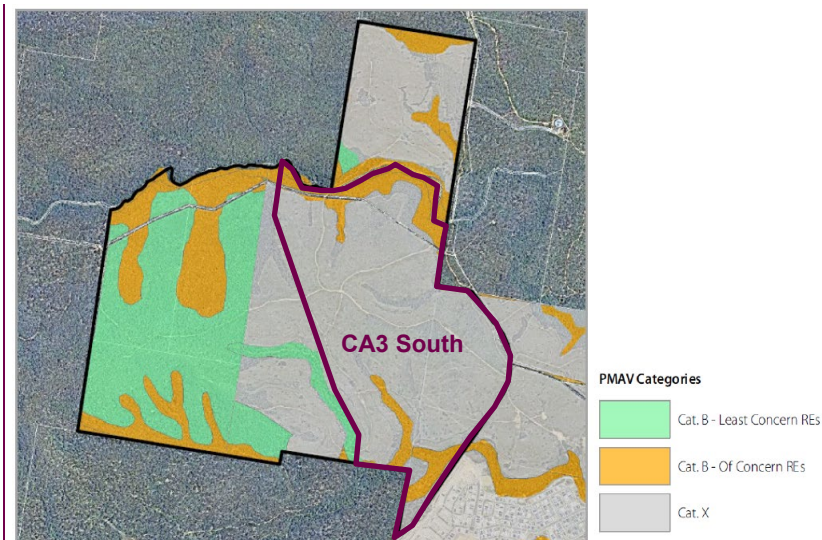 CA3 South
PMAV Categories
Cat. B - Least Concern REs
Cat. B - Of Concern REs
Cat. X